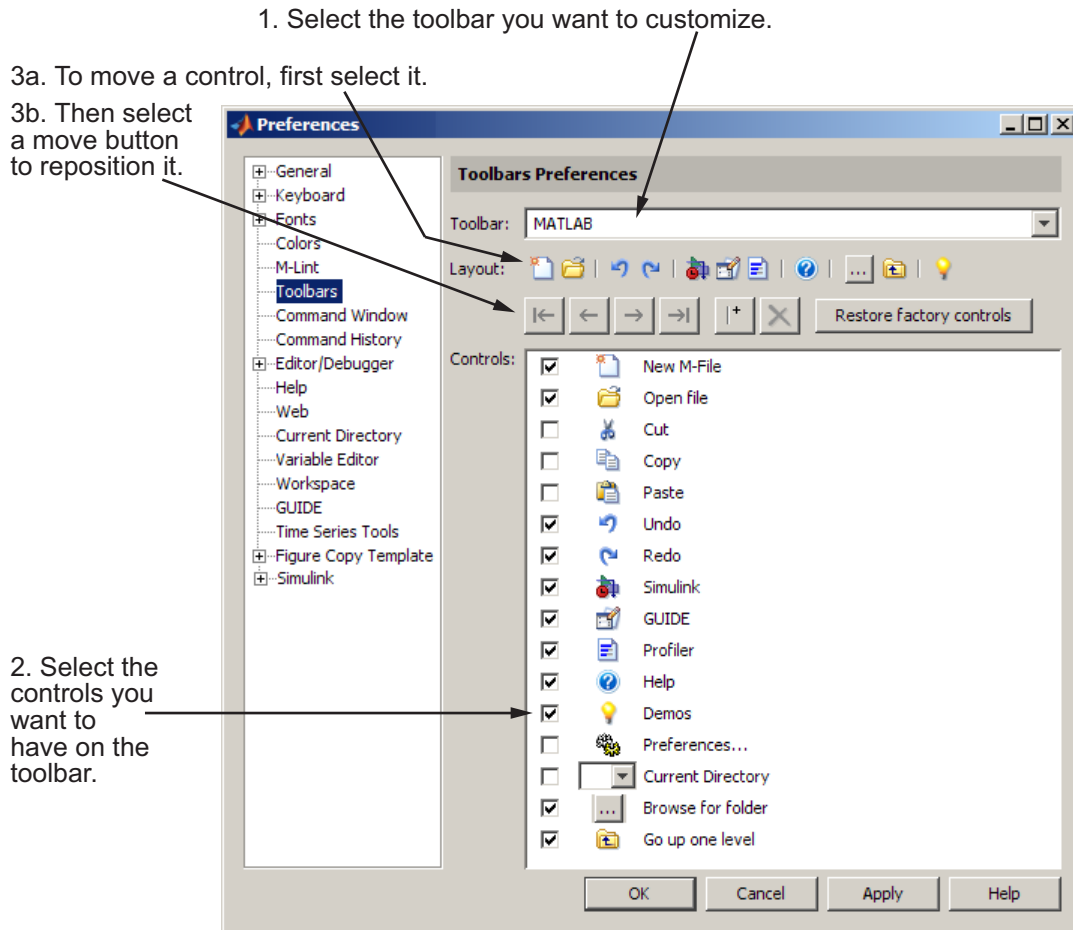 1. Select the toolbar you want to customize.
3a. To move a control, first select it.
3b. Then select
a move button
to reposition it.
Preferences
General
Keyboard
Fonts
Colors
M-Lint
Toolbars
Command Window
Command History
Editor/Debugger
Help
Web
Current Directory
Variable Editor
Workspace
GUIDE
Time Series Tools
Figure Copy Template
Simulink
Toolbars Preferences
Toolbar: MATLAB
Layout:
Restore factory controls
Controls:
New M-File
Open file
Cut
Copy
Paste
Undo
Redo
Simulink
GUIDE
Profiler
Help
Demos
Preferences...
Current Directory
... Browse for folder
Go up one level
2. Select the
controls you
want to
have on the
toolbar.
OK Cancel Apply Help